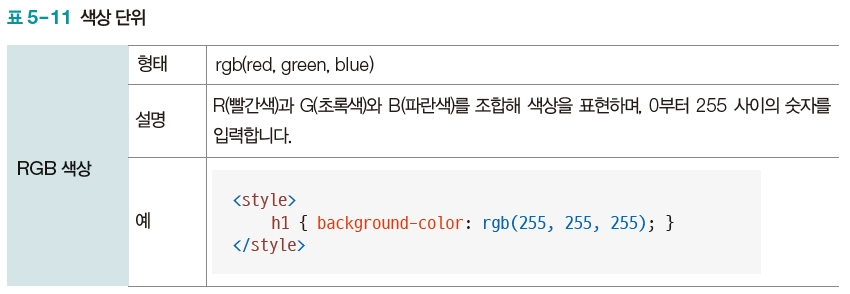 표 5-11 색상 단위
RGB 색상
형태
rgb(red, green, blue)
설명
R(빨간색)과 G(초록색)와 B(파란색)를 조합해 색상을 표현하며, 0부터 255 사이의 숫자를
입력합니다.
예
<style>
h1 { background-color: rgb(255, 255, 255); }
</style>